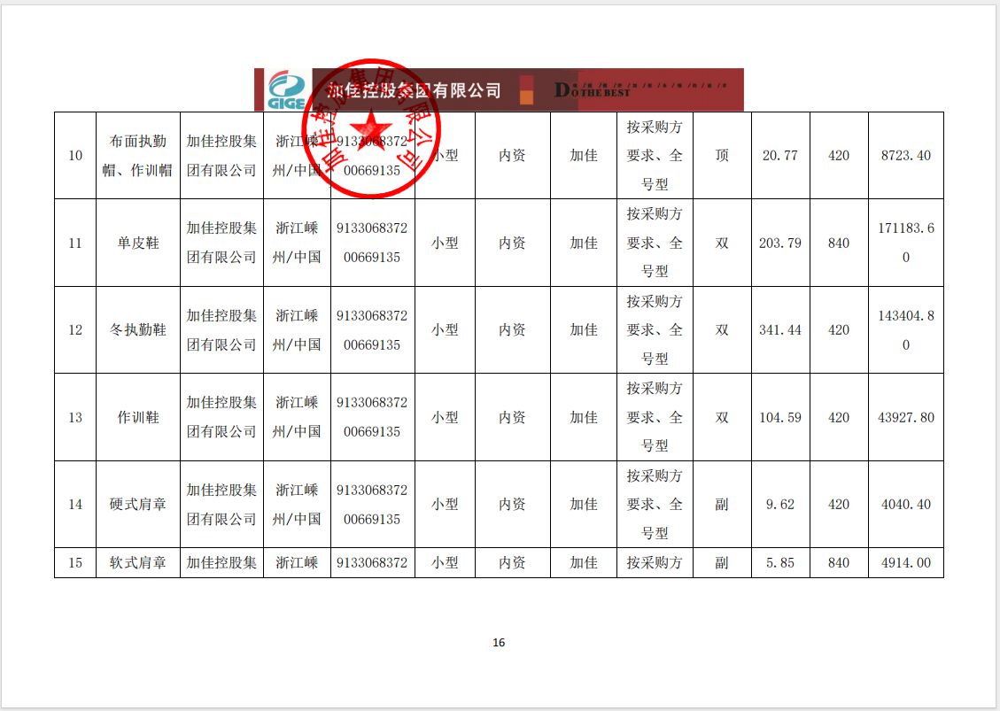 GIGE
加佳控股集团有限公司
DO THE BEST
加佳控股集团有限公司
10 布面执勤帽、作训帽 加佳控股集团有限公司 浙江嵊州/中国 913306837200669135 小型 内资 加佳 按采购方要求、全号型 顶 20.77 420 8723.40
11 单皮鞋 加佳控股集团有限公司 浙江嵊州/中国 913306837200669135 小型 内资 加佳 按采购方要求、全号型 双 203.79 840 171183.60
12 冬执勤鞋 加佳控股集团有限公司 浙江嵊州/中国 913306837200669135 小型 内资 加佳 按采购方要求、全号型 双 341.44 420 143404.80
13 作训鞋 加佳控股集团有限公司 浙江嵊州/中国 913306837200669135 小型 内资 加佳 按采购方要求、全号型 双 104.59 420 43927.80
14 硬式肩章 加佳控股集团有限公司 浙江嵊州/中国 913306837200669135 小型 内资 加佳 按采购方要求、全号型 副 9.62 420 4040.40
15 软式肩章 加佳控股集 浙江嵊 9133068372 小型 内资 加佳 按采购方 副 5.85 840 4914.00
16